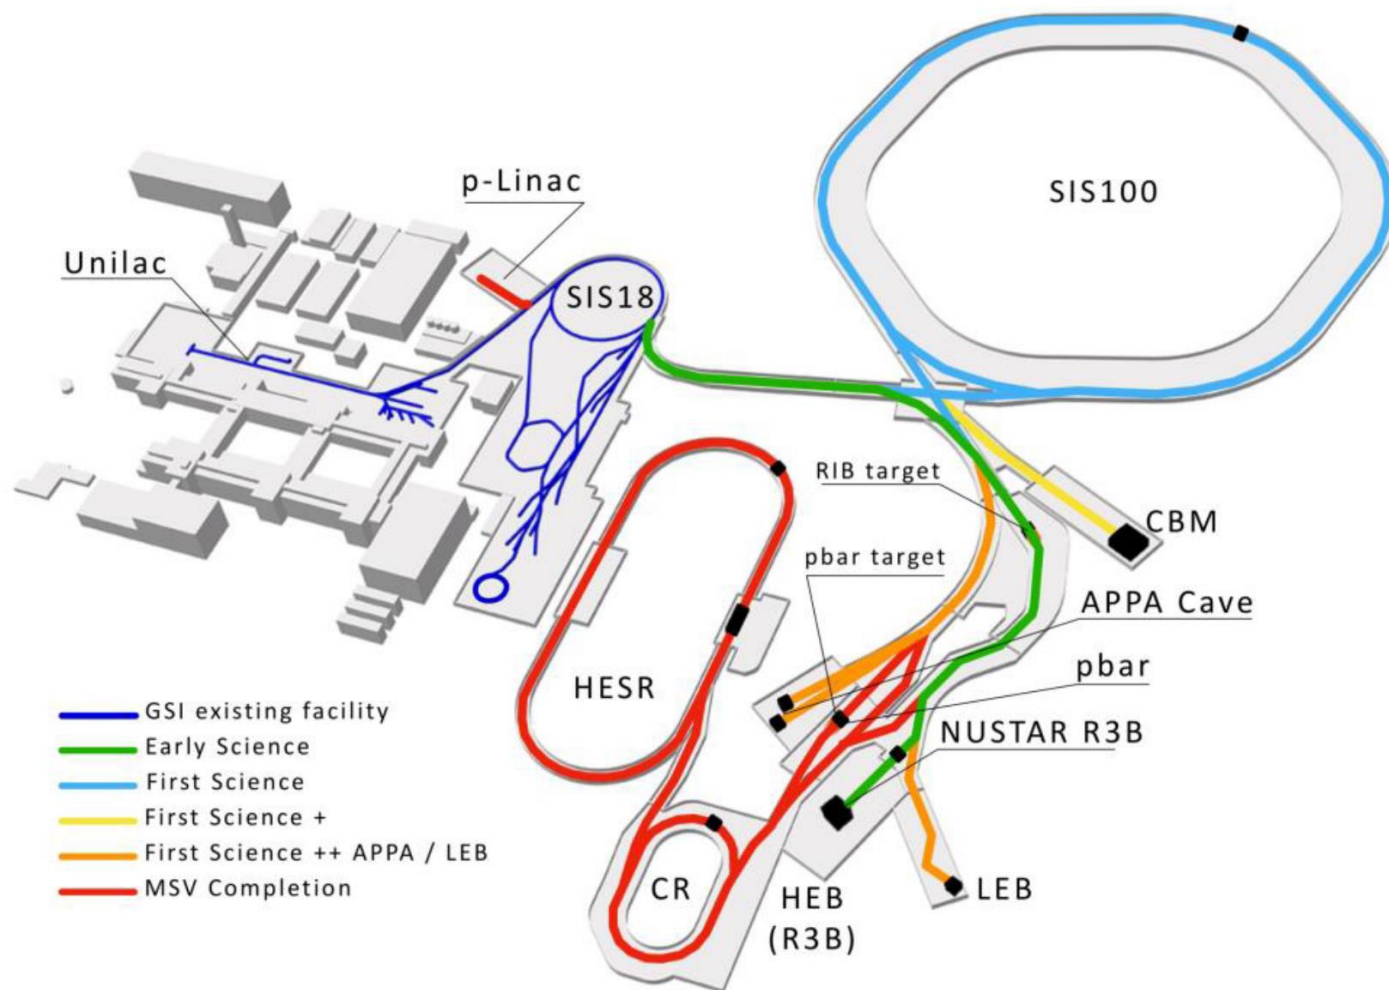 SIS100
p-Linac
Unilac
SIS18
RIB target
CBM
pbar target
APPA Cave
HESR
pbar
NUSTAR R3B
GSI existing facility
Early Science
First Science
First Science +
First Science ++ APPA / LEB
MSV Completion
CR
HEB
(R3B)
LEB